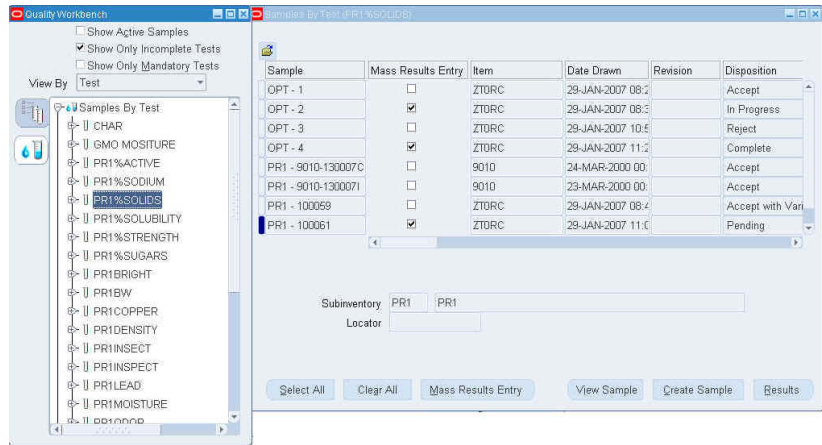 Quality Workbench
Show Active Samples
Show Only Incomplete Tests
Show Only Mandatory Tests
View By Test
Samples By Test
CHAR
GMO MOSITURE
PR1%ACTIVE
PR1%SODIUM
PR1%SOLIDS
PR1%SOLUBILITY
PR1%STRENGTH
PR1%SUGARS
PR1BRIGHT
PR1BW
PR1COPPER
PR1DENSITY
PR1INSECT
PR1INSPECT
PR1LEAD
PR1MOISTURE
PR1ODOR
Samples By Test (PR1%SOLIDS)
Sample Mass Results Entry Item Date Drawn Revision Disposition
OPT - 1 ZT0RC 29-JAN-2007 08:2 Accept
OPT - 2 ZT0RC 29-JAN-2007 08:3 In Progress
OPT - 3 ZT0RC 29-JAN-2007 10:5 Reject
OPT - 4 ZT0RC 29-JAN-2007 11:2 Complete
PR1 - 9010-130007C 9010 24-MAR-2000 00: Accept
PR1 - 9010-130007I 9010 23-MAR-2000 00: Accept
PR1 - 100059 ZT0RC 29-JAN-2007 08:4 Accept with Vari
PR1 - 100061 ZT0RC 29-JAN-2007 11:0 Pending
Subinventory PR1 PR1
Locator
Select All Clear All Mass Results Entry View Sample Create Sample Results